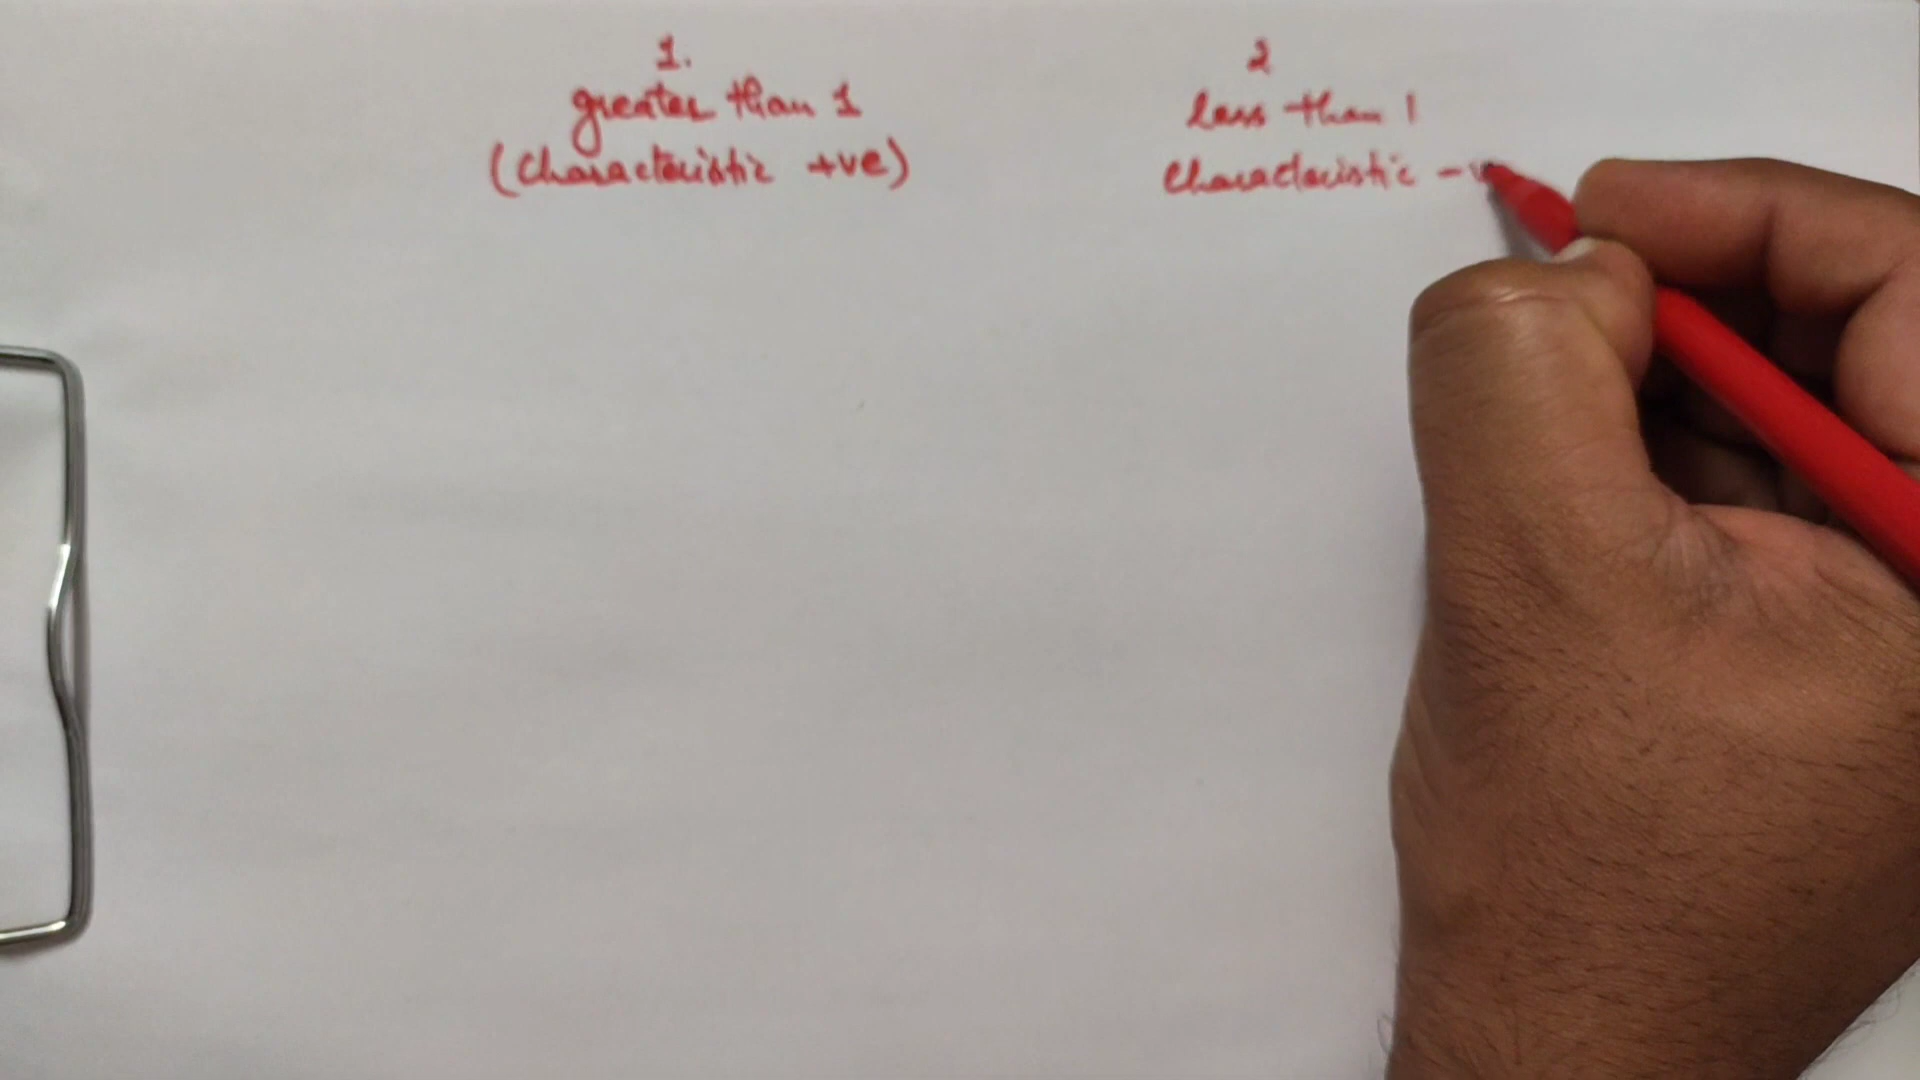 1.
greater than 1
(Characteristic +ve)
2
less than 1
Characteristic -v